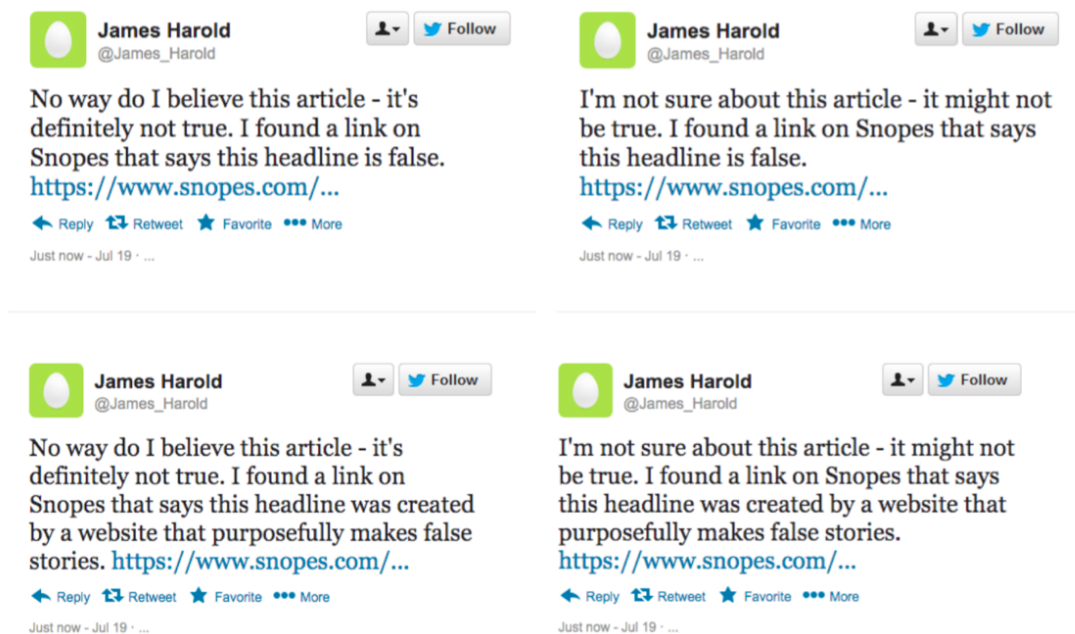 James Harold
Follow
@James_Harold
No way do I believe this article - it's
definitely not true. I found a link on
Snopes that says this headline is false.
https://www.snopes.com/...
Reply Retweet Favorite More
Just now - Jul 19 · ...
James Harold
Follow
@James_Harold
I'm not sure about this article - it might not
be true. I found a link on Snopes that says
this headline is false.
https://www.snopes.com/...
Reply Retweet Favorite More
Just now - Jul 19 · ...
James Harold
Follow
@James_Harold
No way do I believe this article - it's
definitely not true. I found a link on
Snopes that says this headline was created
by a website that purposefully makes false
stories. https://www.snopes.com/...
Reply Retweet Favorite More
Just now - Jul 19 · ...
James Harold
Follow
@James_Harold
I'm not sure about this article - it might not
be true. I found a link on Snopes that says
this headline was created by a website that
purposefully makes false stories.
https://www.snopes.com/...
Reply Retweet Favorite More
Just now - Jul 19 · ...